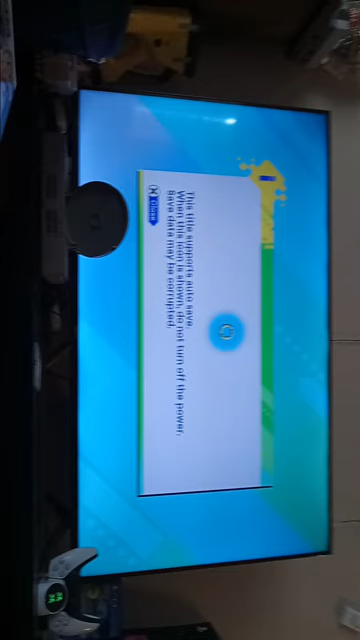 This title supports auto save.
When this icon is shown, do not turn off the power.
Save data may be corrupted.
Close